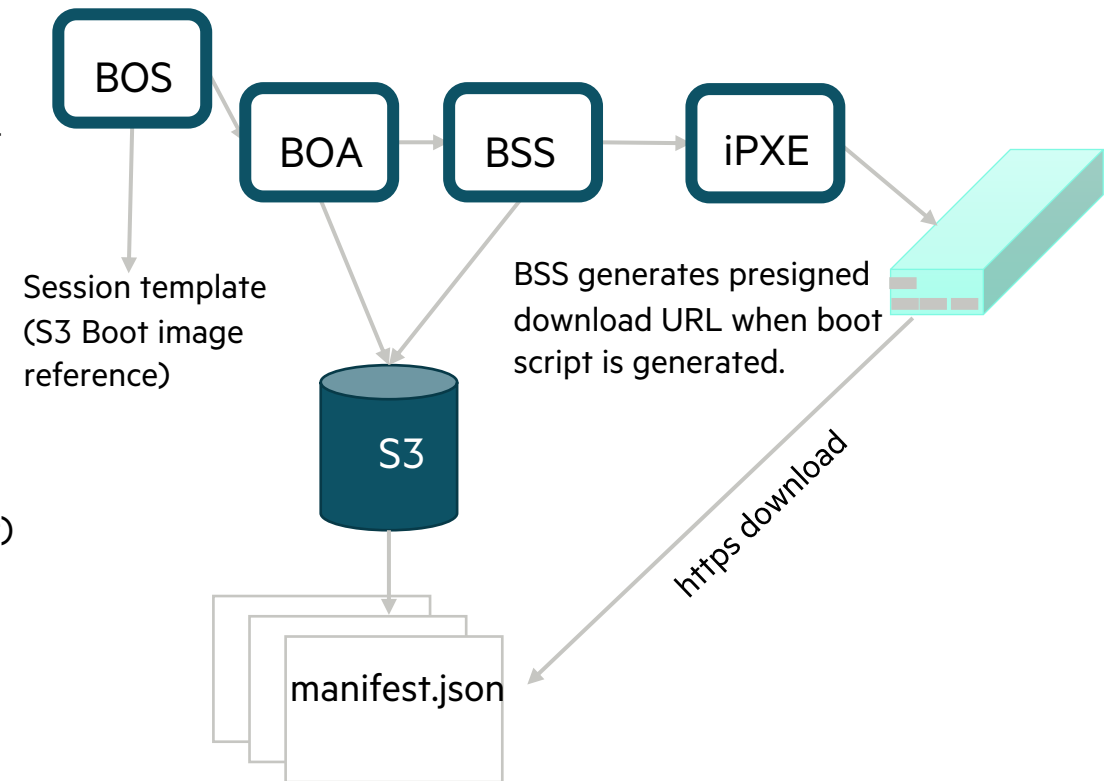 BOS
BOA
BSS
iPXE
Session template
(S3 Boot image
reference)
BSS generates presigned
download URL when boot
script is generated.
S3
https download
)
manifest.json